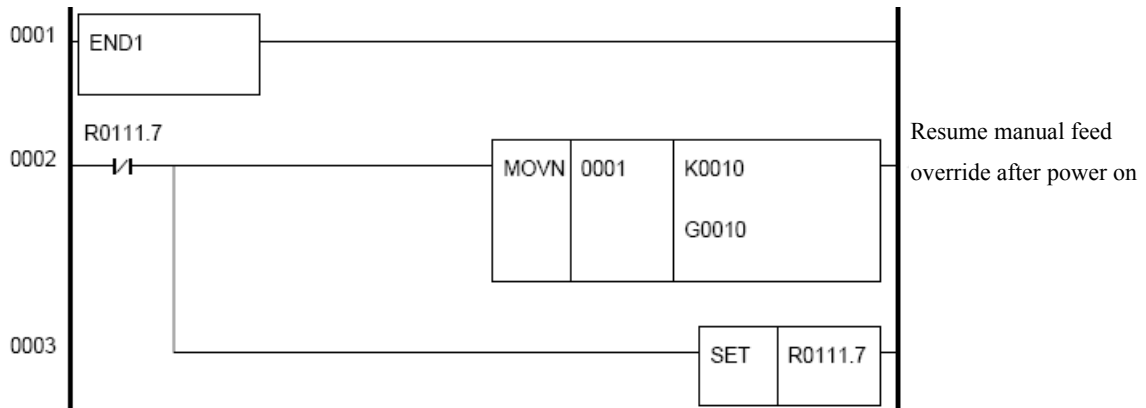 0001
END1
R0111.7
0002
MOVN 0001 K0010
G0010
Resume manual feed
override after power on
0003
SET R0111.7